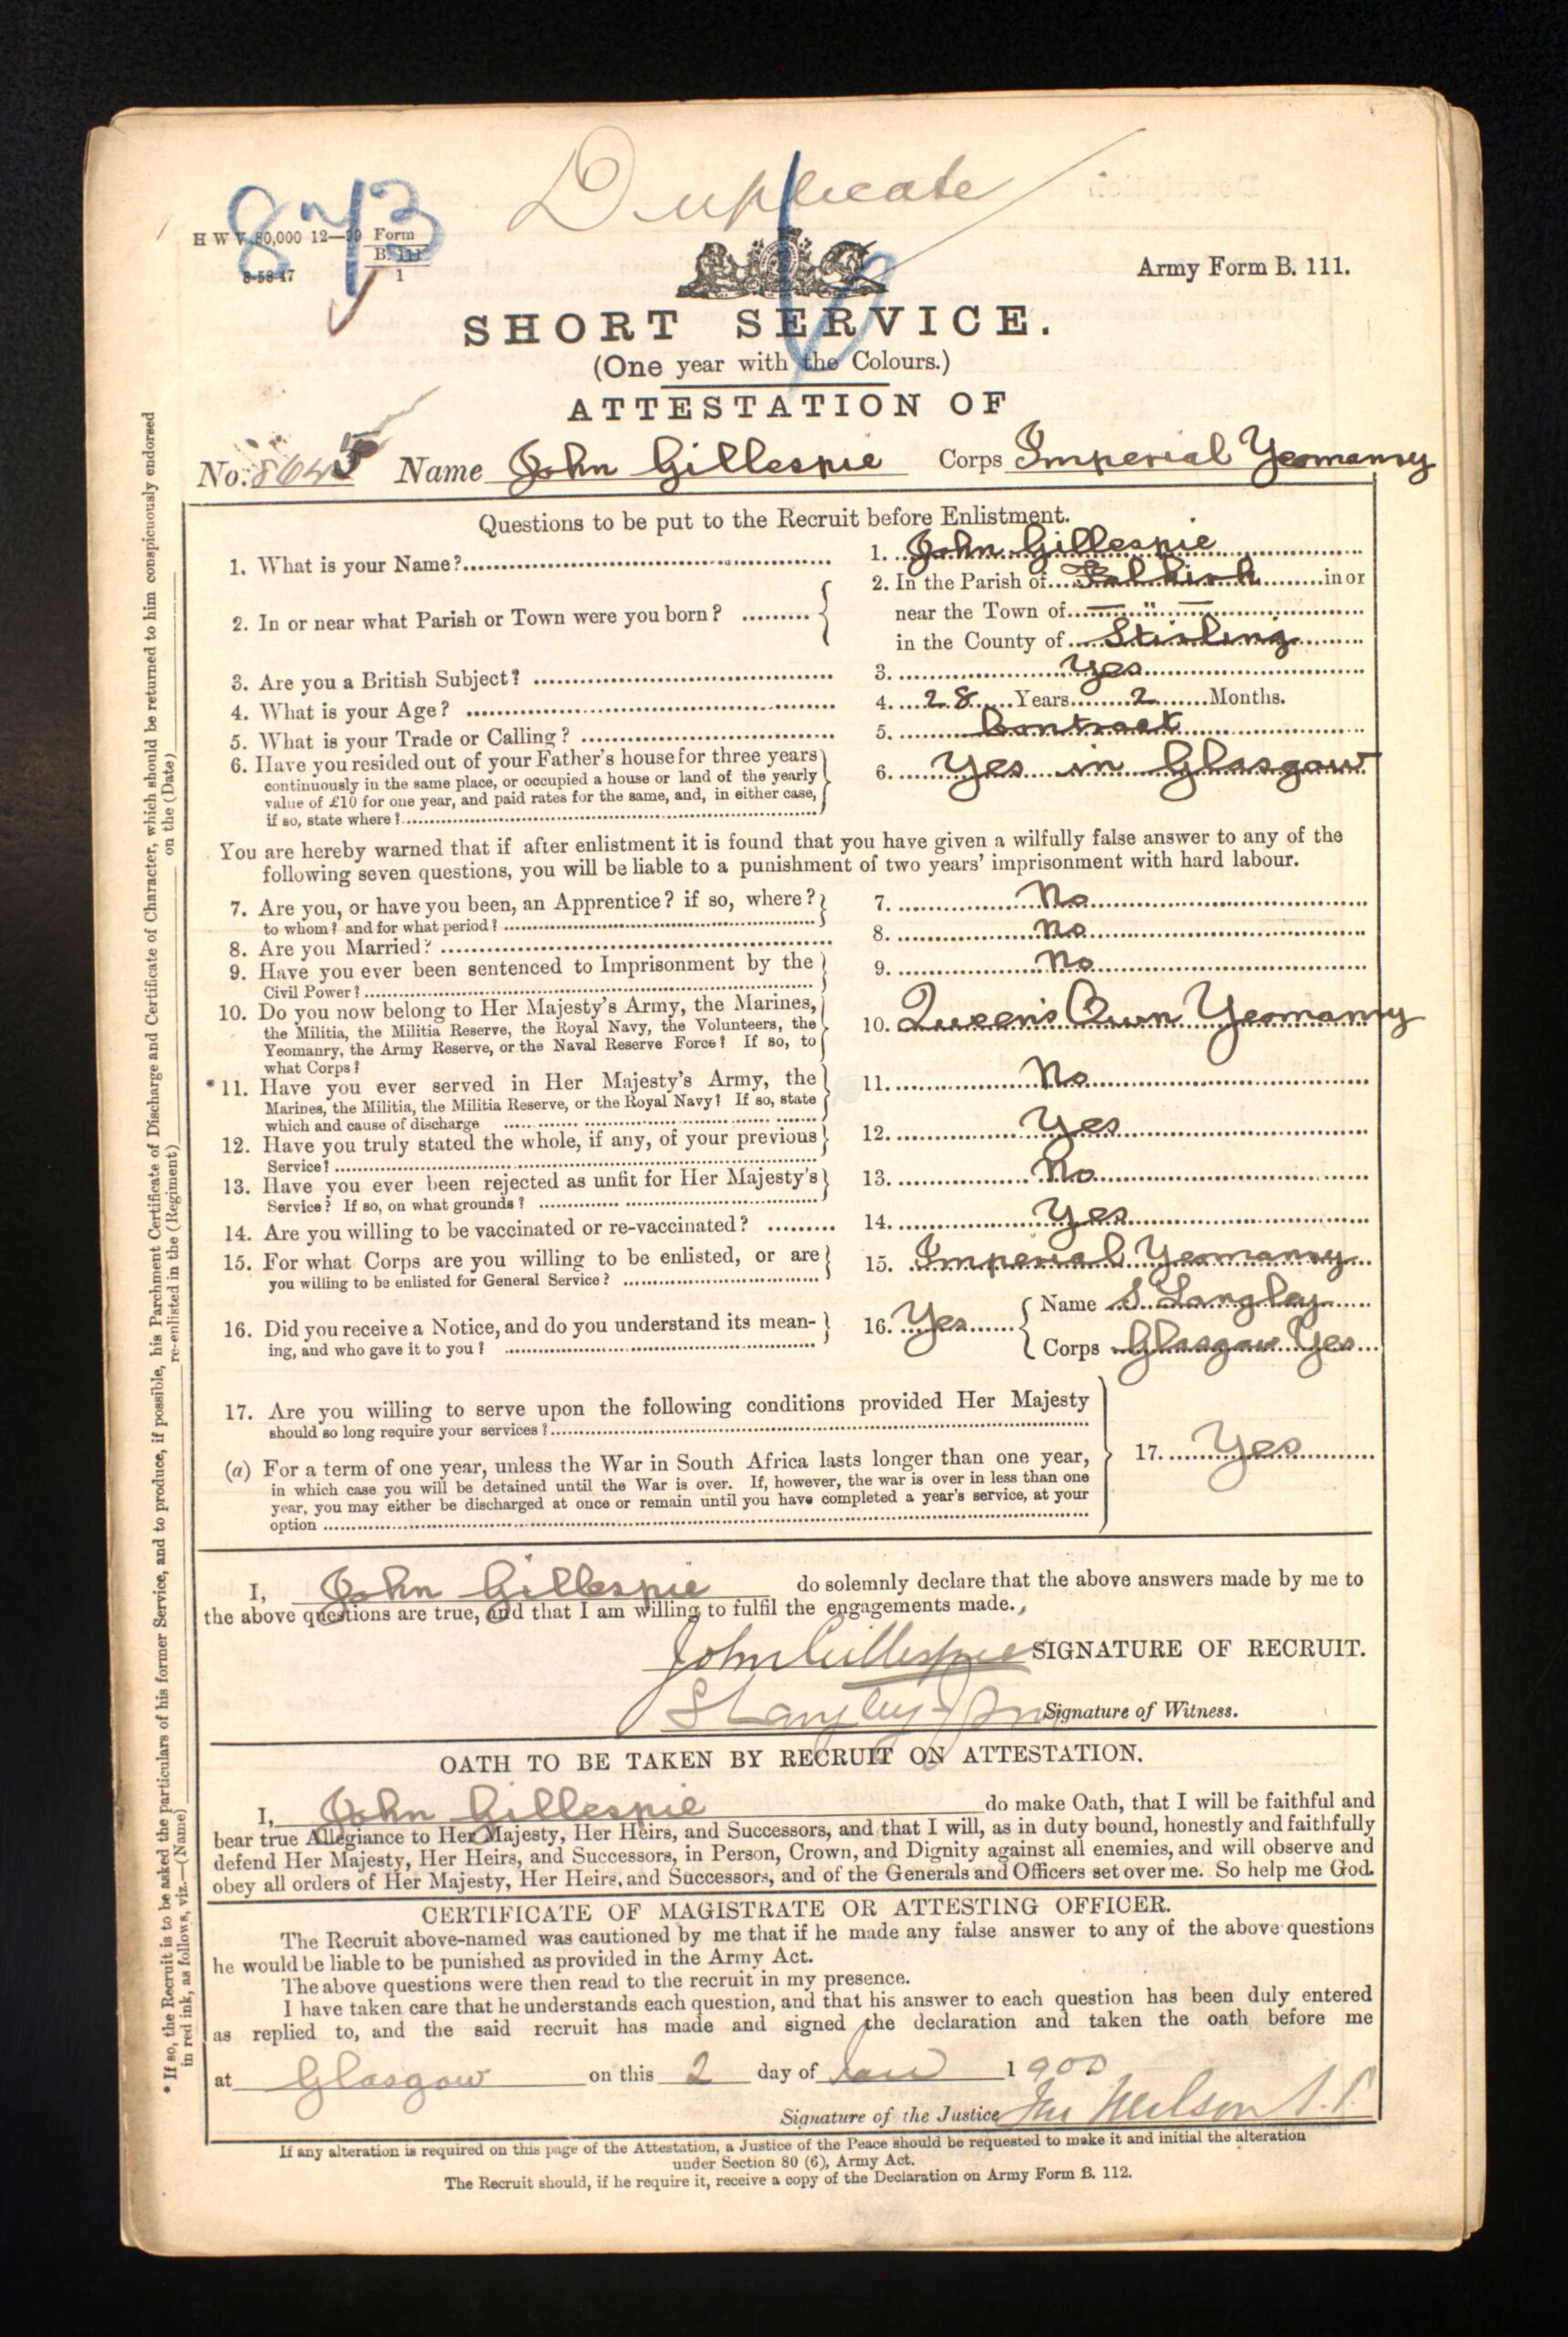 Duplicate
873
H W V 80,000 12—99 Form B. 111 1
8-5847
Army Form B. 111.
SHORT SERVICE.
(One year with the Colours.)
ATTESTATION OF
No. 8645 Name John Gillespie Corps Imperial Yeomanry
Questions to be put to the Recruit before Enlistment.
1. What is your Name? 1. John Gillespie
2. In or near what Parish or Town were you born? 2. In the Parish of Falkirk in or
near the Town of — " —
in the County of Stirling
3. Are you a British Subject? 3. Yes
4. What is your Age? 4. 28 Years 2 Months.
5. What is your Trade or Calling? 5. Contract
6. Have you resided out of your Father's house for three years 6. Yes in Glasgow
continuously in the same place, or occupied a house or land of the yearly
value of £10 for one year, and paid rates for the same, and, in either case,
if so, state where?
You are hereby warned that if after enlistment it is found that you have given a wilfully false answer to any of the
following seven questions, you will be liable to a punishment of two years' imprisonment with hard labour.
7. Are you, or have you been, an Apprentice? if so, where? 7. No
to whom? and for what period?
8. Are you Married? 8. No
9. Have you ever been sentenced to Imprisonment by the 9. No
Civil Power?
10. Do you now belong to Her Majesty's Army, the Marines, 10. Queen's Own Yeomanry
the Militia, the Militia Reserve, the Royal Navy, the Volunteers, the
Yeomanry, the Army Reserve, or the Naval Reserve Force? If so, to
what Corps?
*11. Have you ever served in Her Majesty's Army, the 11. No
Marines, the Militia, the Militia Reserve, or the Royal Navy? If so, state
which and cause of discharge
12. Have you truly stated the whole, if any, of your previous 12. Yes
Service?
13. Have you ever been rejected as unfit for Her Majesty's 13. No
Service? If so, on what grounds?
14. Are you willing to be vaccinated or re-vaccinated? 14. Yes
15. For what Corps are you willing to be enlisted, or are 15. Imperial Yeomanry
you willing to be enlisted for General Service?
16. Did you receive a Notice, and do you understand its mean- 16. Yes Name S. Langley
ing, and who gave it to you? Corps Glasgow Yeo
17. Are you willing to serve upon the following conditions provided Her Majesty
should so long require your services?
(a) For a term of one year, unless the War in South Africa lasts longer than one year, 17. Yes
in which case you will be detained until the War is over. If, however, the war is over in less than one
year, you may either be discharged at once or remain until you have completed a year's service, at your
option
I, John Gillespie do solemnly declare that the above answers made by me to
the above questions are true, and that I am willing to fulfil the engagements made.
John Gillespie SIGNATURE OF RECRUIT.
S Langley Signature of Witness.
OATH TO BE TAKEN BY RECRUIT ON ATTESTATION.
I, John Gillespie do make Oath, that I will be faithful and
bear true Allegiance to Her Majesty, Her Heirs, and Successors, and that I will, as in duty bound, honestly and faithfully
defend Her Majesty, Her Heirs, and Successors, in Person, Crown, and Dignity against all enemies, and will observe and
obey all orders of Her Majesty, Her Heirs, and Successors, and of the Generals and Officers set over me. So help me God.
CERTIFICATE OF MAGISTRATE OR ATTESTING OFFICER.
The Recruit above-named was cautioned by me that if he made any false answer to any of the above questions
he would be liable to be punished as provided in the Army Act.
The above questions were then read to the recruit in my presence.
I have taken care that he understands each question, and that his answer to each question has been duly entered
as replied to, and the said recruit has made and signed the declaration and taken the oath before me
at Glasgow on this 2 day of Jan 1900
Signature of the Justice Neilson J.P.
If any alteration is required on this page of the Attestation, a Justice of the Peace should be requested to make it and initial the alteration
under Section 80 (6), Army Act.
The Recruit should, if he require it, receive a copy of the Declaration on Army Form B. 112.
* If so, the Recruit is to be asked the particulars of his former Service, and to produce, if possible, his Parchment Certificate of Discharge and Certificate of Character, which should be returned to him conspicuously endorsed
in red ink, as follows, viz.—(Name) re-enlisted in the (Regiment) on the (Date)